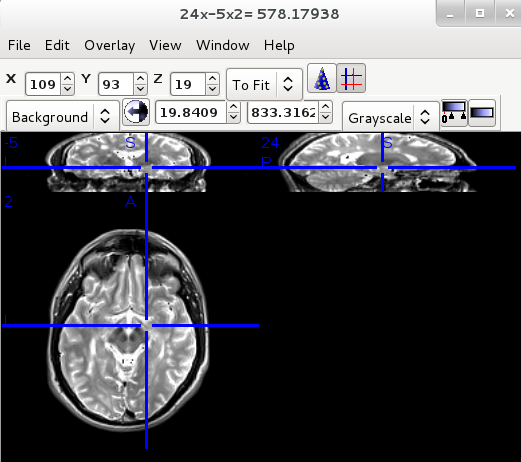 24x-5x2= 578.17938
File Edit Overlay View Window Help
X 109 Y 93 Z 19 To Fit
Background 19.8409 833.3162 Grayscale
-5 S 24 S
L P
2 A
L